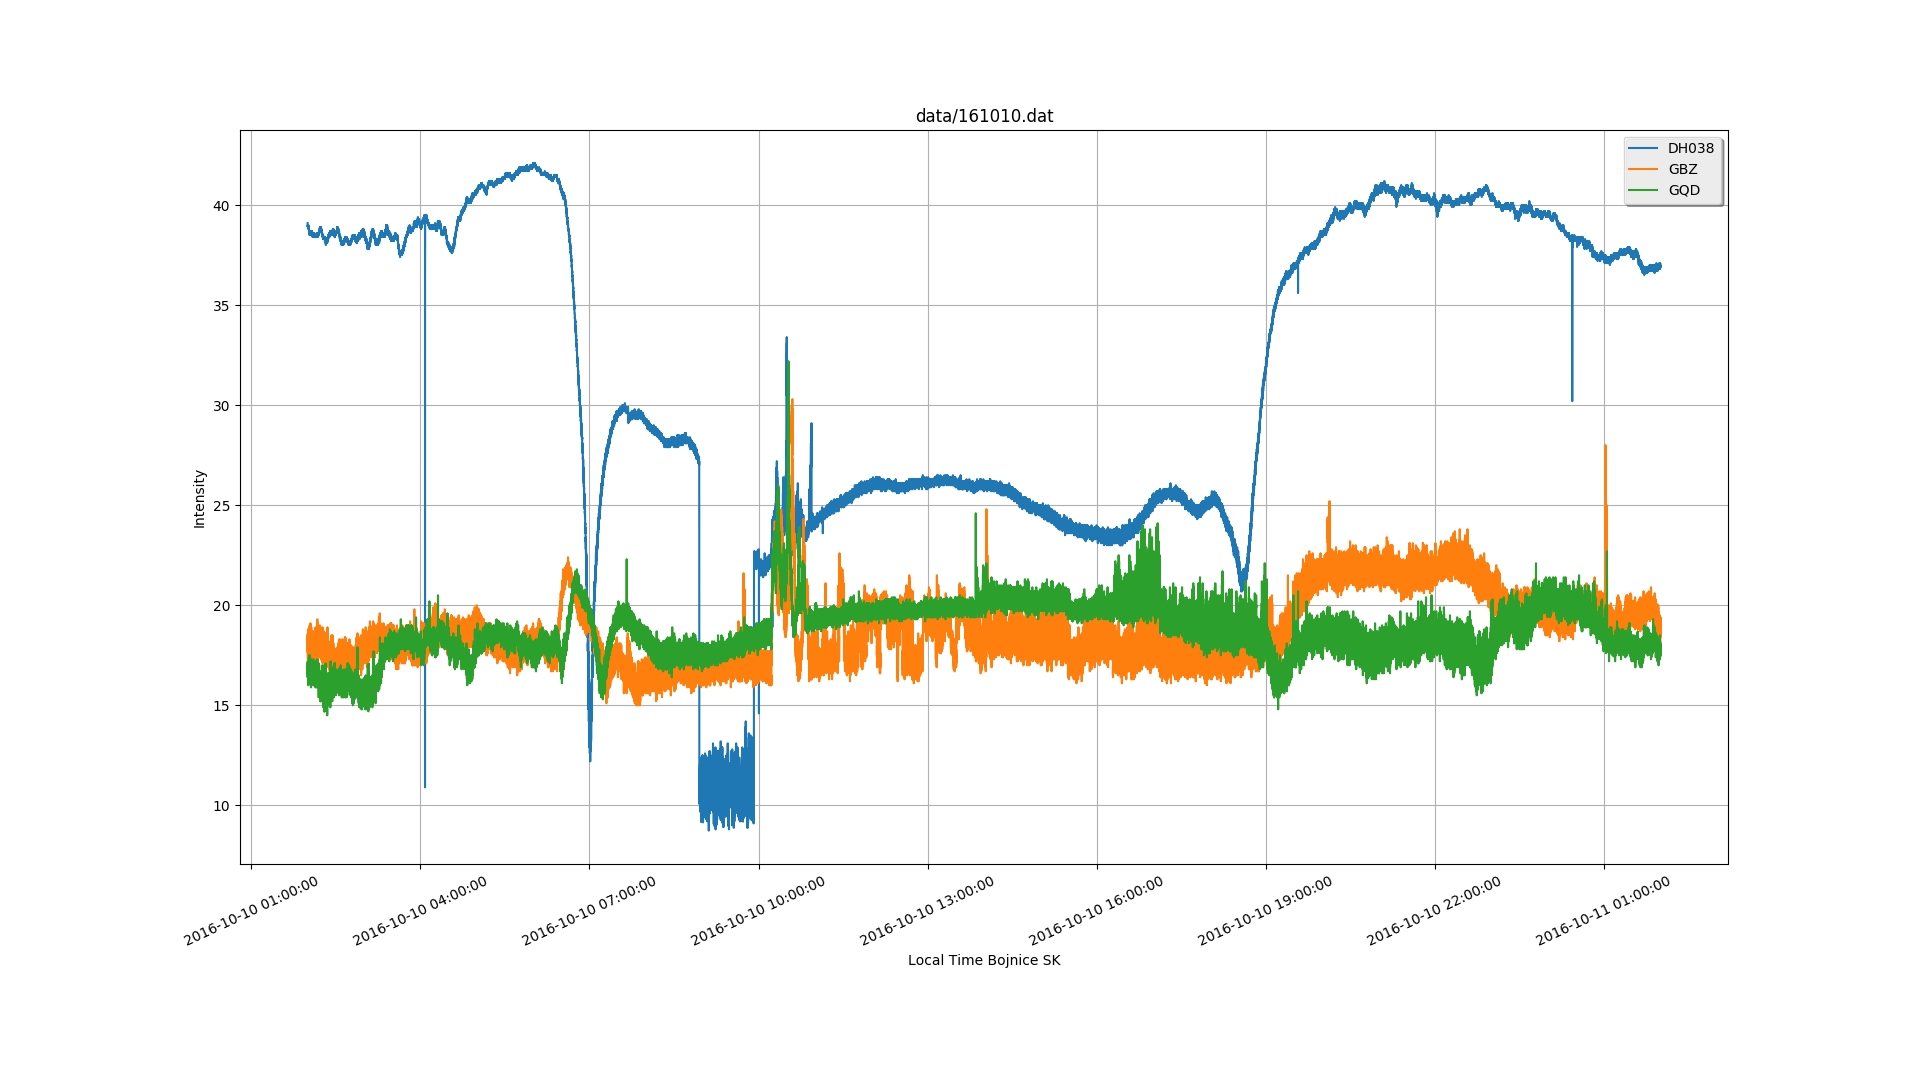 data/161010.dat
DH038
GBZ
GQD
Intensity
40
35
30
25
20
15
10
2016-10-10 01:00:00
2016-10-10 04:00:00
2016-10-10 07:00:00
2016-10-10 10:00:00
2016-10-10 13:00:00
2016-10-10 16:00:00
2016-10-10 19:00:00
2016-10-10 22:00:00
2016-10-11 01:00:00
Local Time Bojnice SK